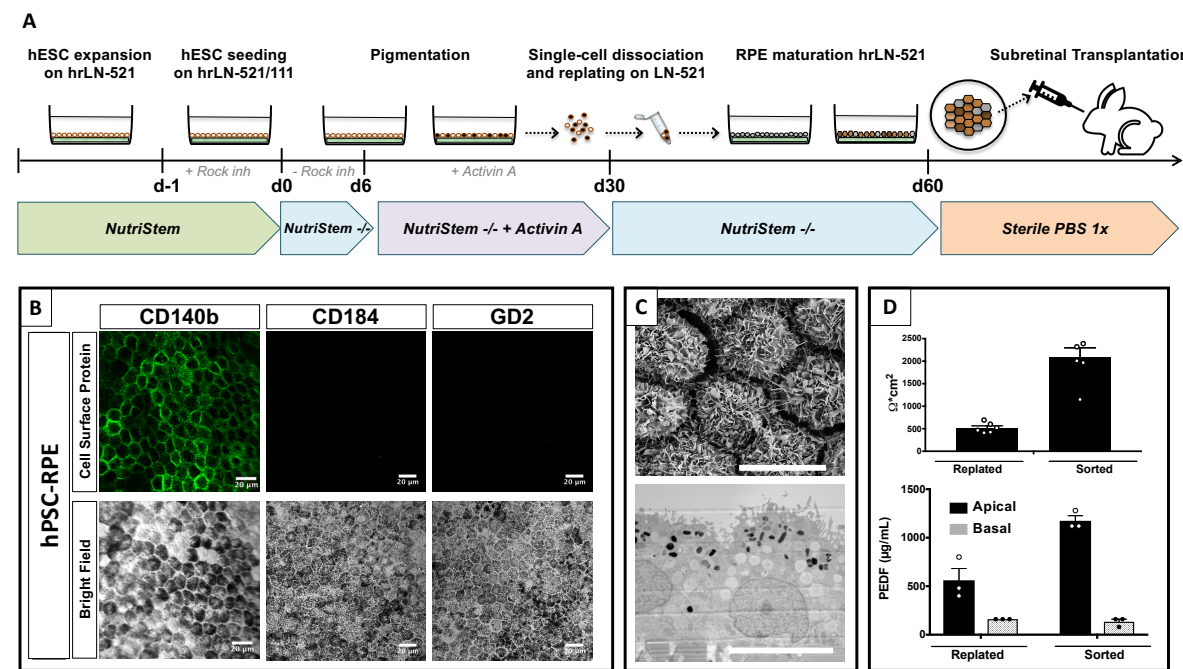 A
hESC expansion
on hrLN-521
hESC seeding
on hrLN-521/111
Pigmentation
Single-cell dissociation
and replating on LN-521
RPE maturation hrLN-521
Subretinal Transplantation
+ Rock inh
- Rock inh
+ Activin A
d-1
d0
d6
d30
d60
NutriStem
NutriStem -/-
NutriStem -/- + Activin A
NutriStem -/-
Sterile PBS 1x
B
CD140b
CD184
GD2
hPSC-RPE
Cell Surface Protein
20 µm
20 µm
20 µm
Bright Field
20 µm
20 µm
20 µm
C
D
Ω*cm2
2500
2000
1500
1000
500
0
Replated
Sorted
PEDF (µg/mL)
1500
1000
500
0
Apical
Basal
Replated
Sorted